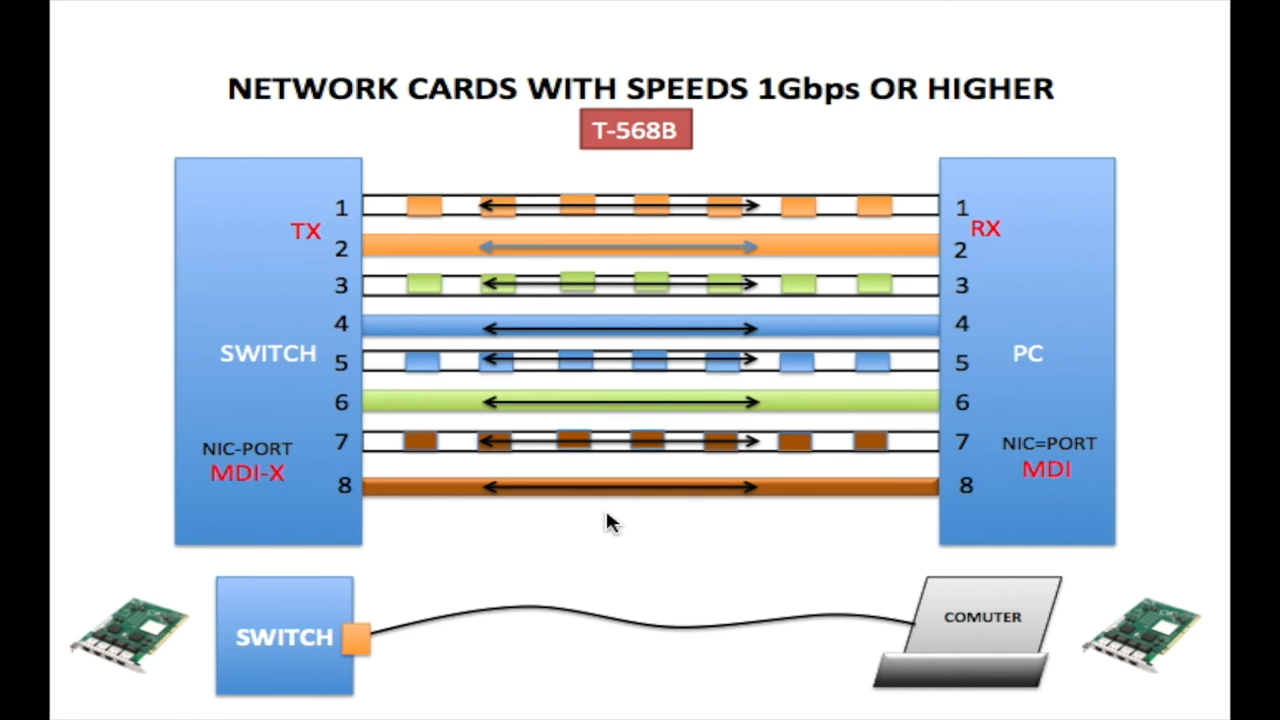 NETWORK CARDS WITH SPEEDS 1Gbps OR HIGHER
T-568B
1
TX
2
3
4
SWITCH
5
6
7
NIC-PORT
MDI-X
8
1
RX
2
3
4
PC
5
6
7
NIC=PORT
MDI
8
SWITCH
COMUTER